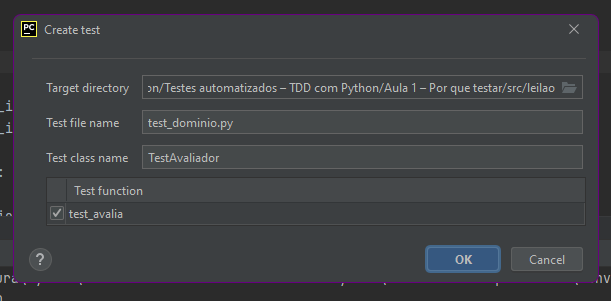 PC Create test
Target directory on/Testes automatizados – TDD com Python/Aula 1 – Por que testar/src/leilao
Test file name test_dominio.py
Test class name TestAvaliador
Test function
test_avalia
? OK Cancel